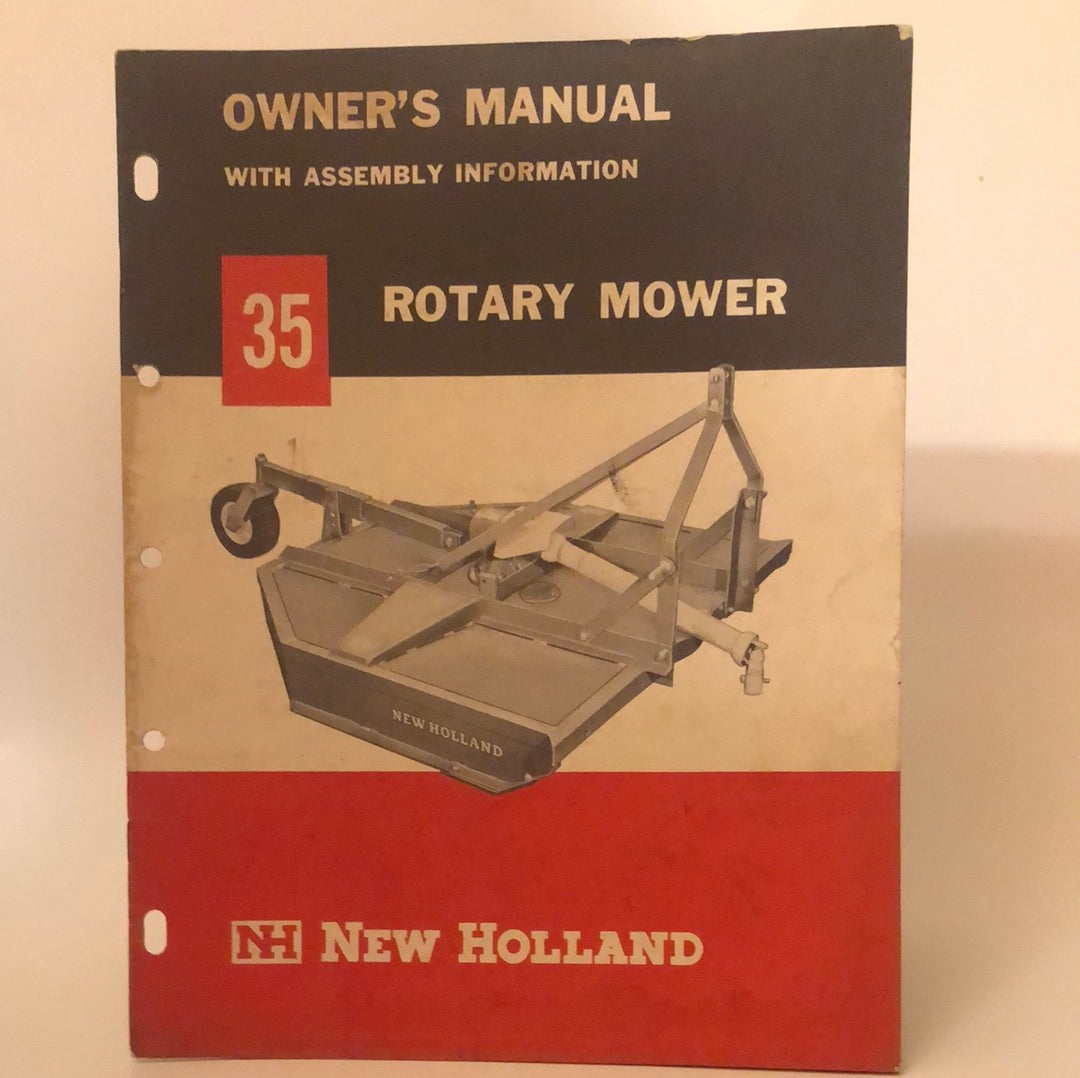 OWNER'S MANUAL
WITH ASSEMBLY INFORMATION
35 ROTARY MOWER
NEW HOLLAND
NH NEW HOLLAND